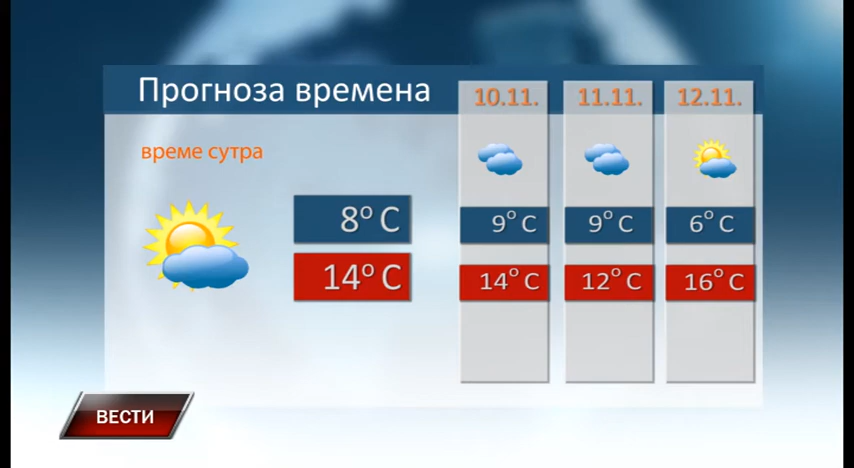 Прогноза времена
време сутра
8° C
14° C
10.11.
9° C
14° C
11.11.
9° C
12° C
12.11.
6° C
16° C
ВЕСТИ